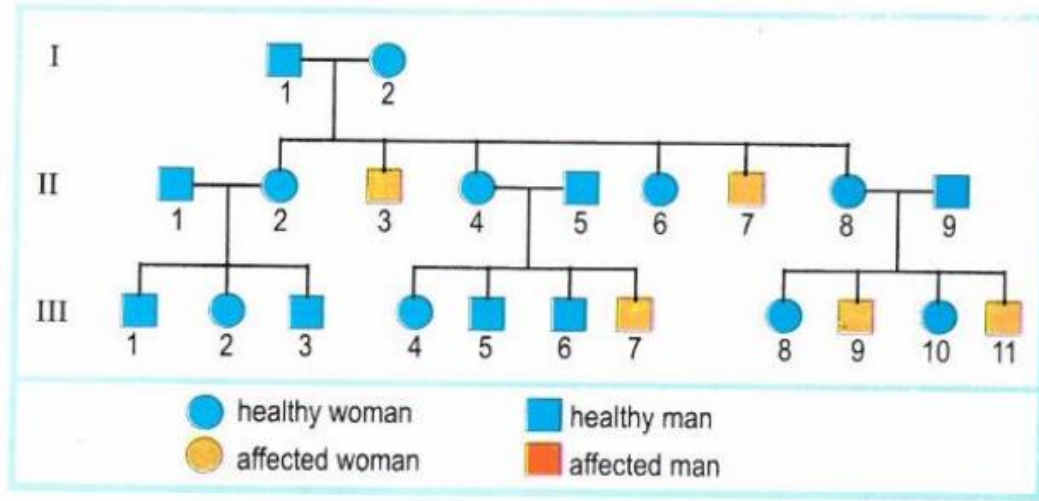 I
1 2
II
1 2 3 4 5 6 7 8 9
III
1 2 3 4 5 6 7 8 9 10 11
healthy woman healthy man
affected woman affected man